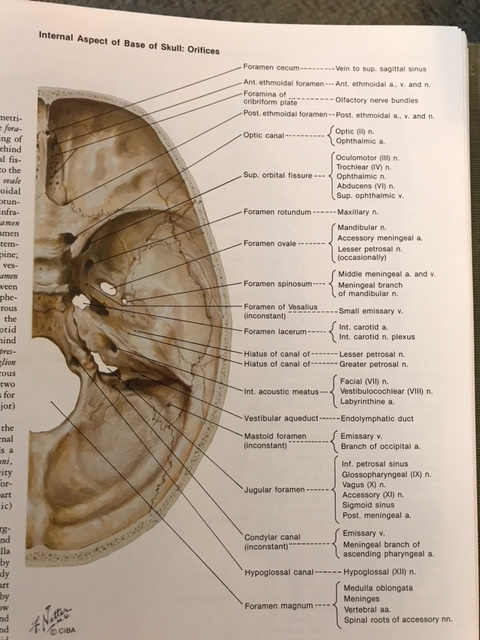 Internal Aspect of Base of Skull: Orifices
Foramen cecum Vein to sup. sagittal sinus
Ant. ethmoidal foramen Ant. ethmoidal a., v. and n.
Foramina of
cribriform plate Olfactory nerve bundles
Post. ethmoidal foramen Post. ethmoidal a., v. and n.
Optic canal
Optic (II) n.
Ophthalmic a.
Sup. orbital fissure
Oculomotor (III) n.
Trochlear (IV) n.
Ophthalmic n.
Abducens (VI) n.
Sup. ophthalmic v.
Foramen rotundum Maxillary n.
Foramen ovale
Mandibular n.
Accessory meningeal a.
Lesser petrosal n.
(occasionally)
Foramen spinosum
Middle meningeal a. and v.
Meningeal branch
of mandibular n.
Foramen of Vesalius
(inconstant) Small emissary v.
Foramen lacerum
Int. carotid a.
Int. carotid n. plexus
Hiatus of canal of Lesser petrosal n.
Hiatus of canal of Greater petrosal n.
Int. acoustic meatus
Facial (VII) n.
Vestibulocochlear (VIII) n.
Labyrinthine a.
Vestibular aqueduct Endolymphatic duct
Mastoid foramen
(inconstant)
Emissary v.
Branch of occipital a.
Jugular foramen
Inf. petrosal sinus
Glossopharyngeal (IX) n.
Vagus (X) n.
Accessory (XI) n.
Sigmoid sinus
Post. meningeal a.
Condylar canal
(inconstant)
Emissary v.
Meningeal branch of
ascending pharyngeal a.
Hypoglossal canal Hypoglossal (XII) n.
Foramen magnum
Medulla oblongata
Meninges
Vertebral aa.
Spinal roots of accessory nn.
F. Netter
© CIBA